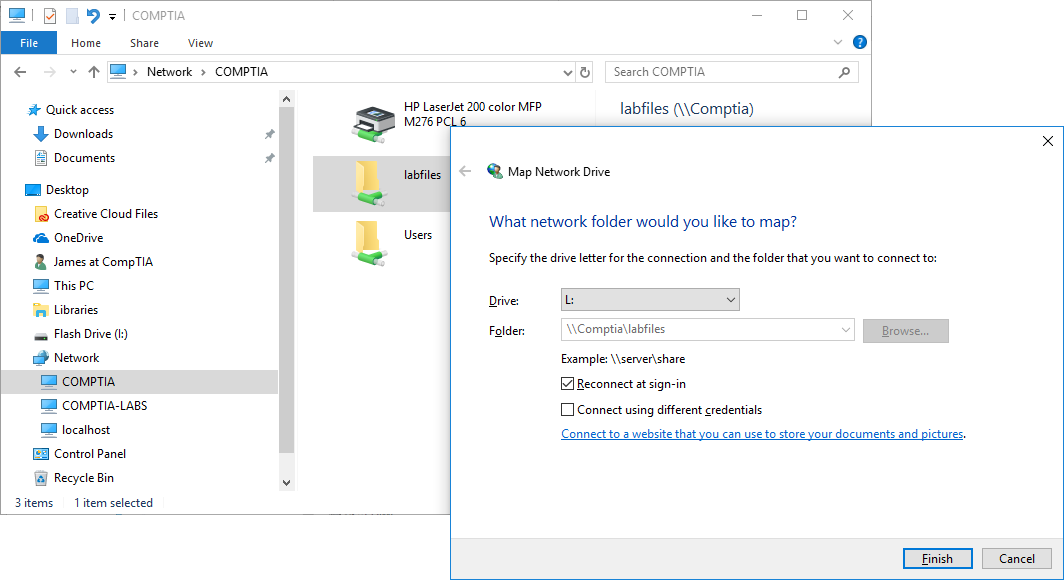 COMPTIA
File Home Share View
Network COMPTIA
Search COMPTIA
Quick access
Downloads
Documents
Desktop
Creative Cloud Files
OneDrive
James at CompTIA
This PC
Libraries
Flash Drive (I:)
Network
COMPTIA
COMPTIA-LABS
localhost
Control Panel
Recycle Bin
3 items 1 item selected
HP LaserJet 200 color MFP
M276 PCL 6
labfiles
Users
labfiles (\\Comptia)
Map Network Drive
What network folder would you like to map?
Specify the drive letter for the connection and the folder that you want to connect to:
Drive: L:
Folder: \\Comptia\labfiles Browse...
Example: \\server\share
Reconnect at sign-in
Connect using different credentials
Connect to a website that you can use to store your documents and pictures.
Finish Cancel